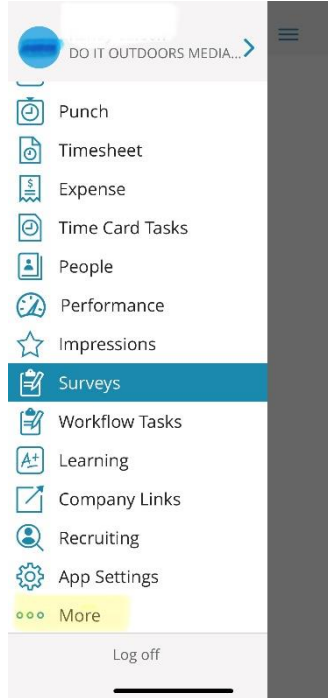 DO IT OUTDOORS MEDIA...
Punch
Timesheet
Expense
Time Card Tasks
People
Performance
Impressions
Surveys
Workflow Tasks
Learning
Company Links
Recruiting
App Settings
More
Log off